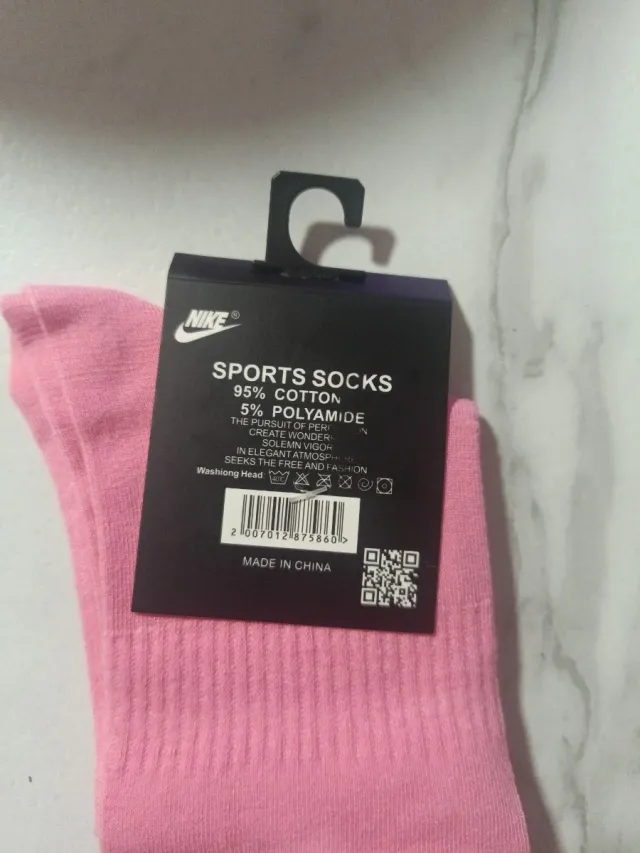 NIKE®
SPORTS SOCKS
95% COTTON
5% POLYAMIDE
THE PURSUIT OF
CREATE WONDER
SOLEMN VIGOR
IN ELEGANT ATMOSPH
SEEKS THE FREE AND FASHION
Washiong Head 40℃
2 007012 875860 >
MADE IN CHINA